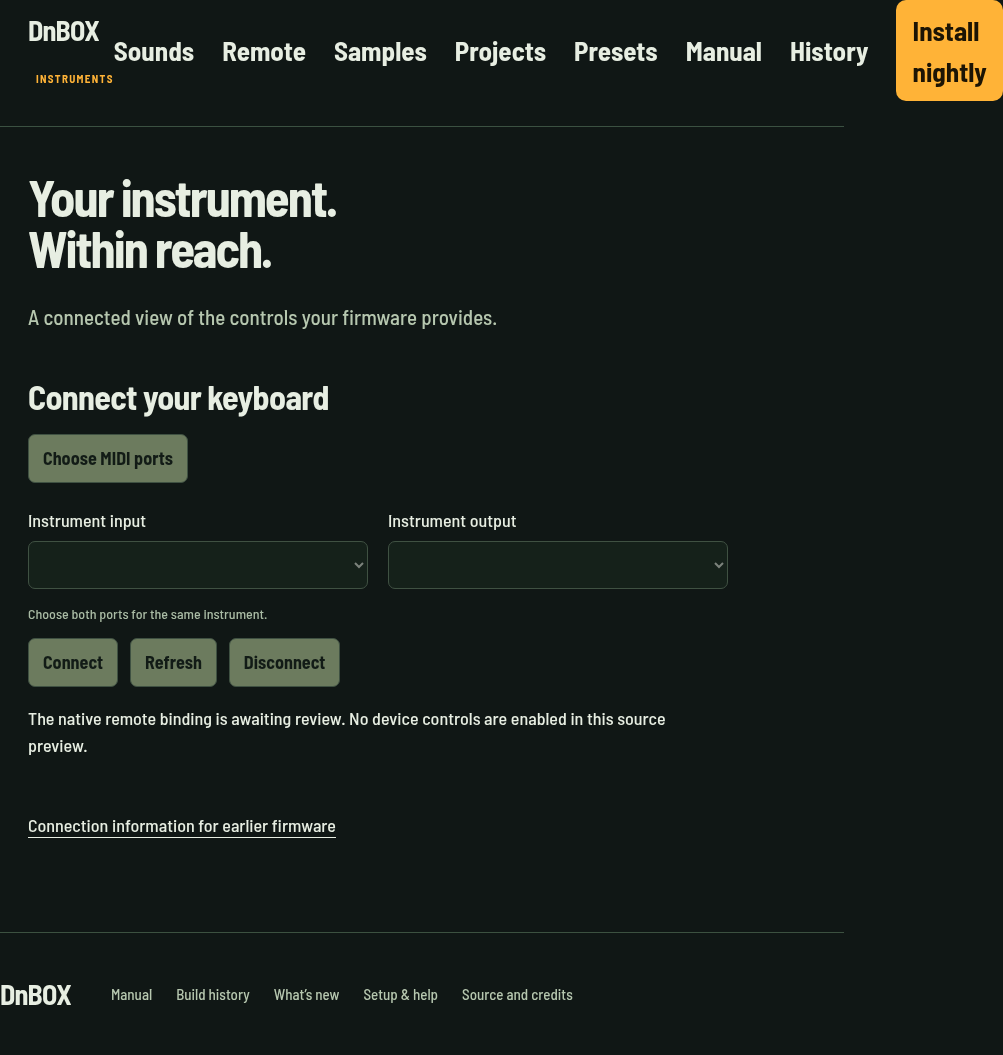 DnBOX
INSTRUMENTS
Sounds Remote Samples Projects Presets Manual History
Install
nightly
Your instrument.
Within reach.
A connected view of the controls your firmware provides.
Connect your keyboard
Choose MIDI ports
Instrument input Instrument output
Choose both ports for the same instrument.
Connect Refresh Disconnect
The native remote binding is awaiting review. No device controls are enabled in this source
preview.
Connection information for earlier firmware
DnBOX Manual Build history What's new Setup & help Source and credits